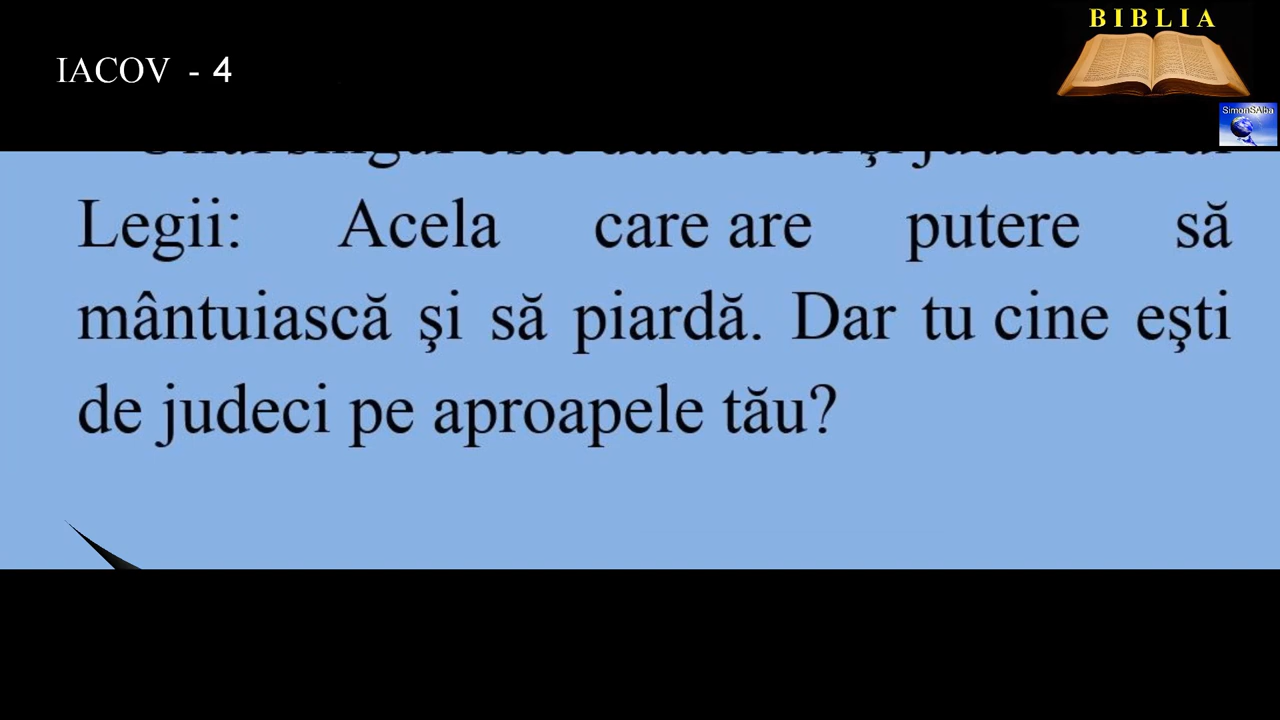 BIBLIA
IACOV - 4
SimonSAlba
Legii: Acela care are putere să
mântuiască şi să piardă. Dar tu cine eşti
de judeci pe aproapele tău?